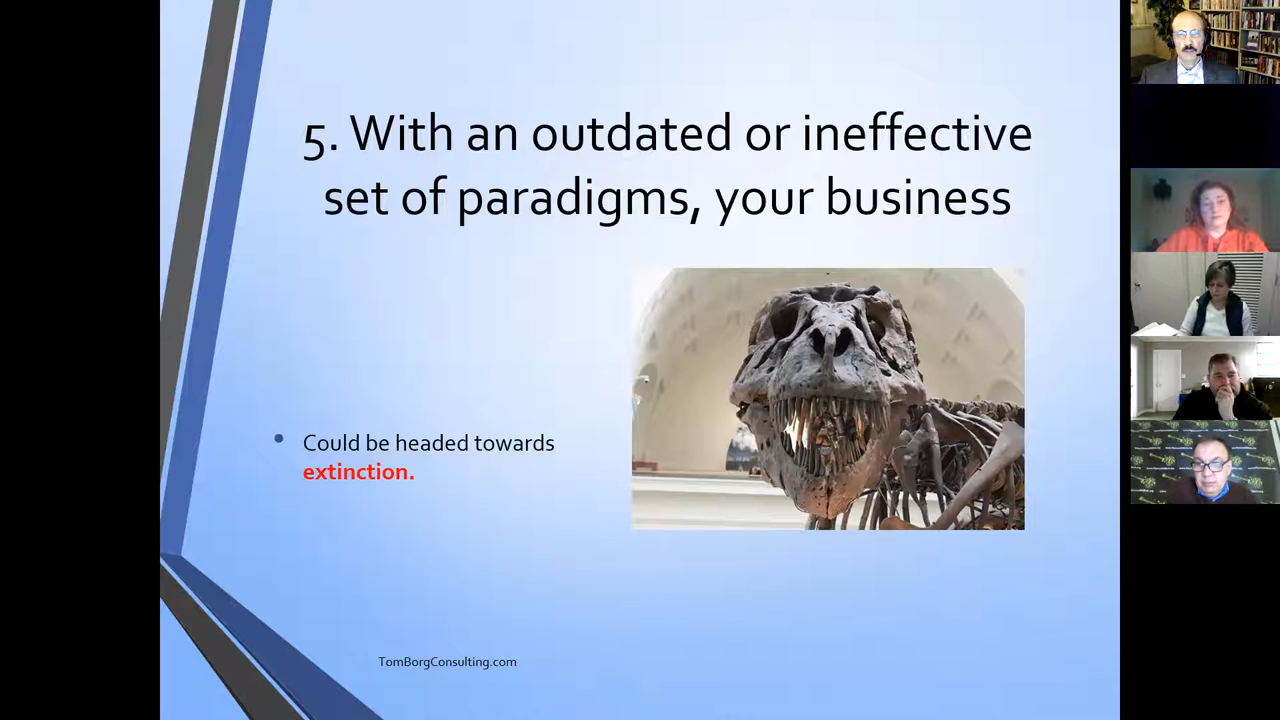 5. With an outdated or ineffective
set of paradigms, your business
Could be headed towards
extinction.
TomBorgConsulting.com